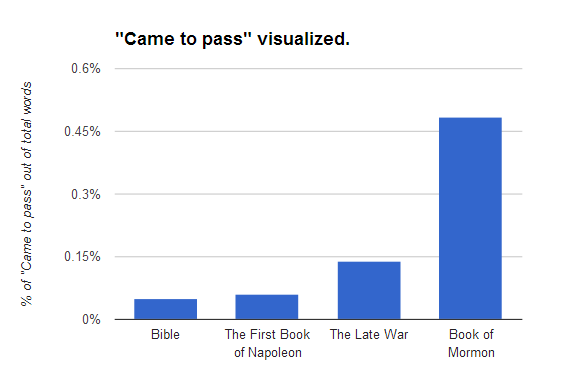 "Came to pass" visualized.
% of "Came to pass" out of total words
0.6%
0.45%
0.3%
0.15%
0%
Bible
The First Book
of Napoleon
The Late War
Book of
Mormon